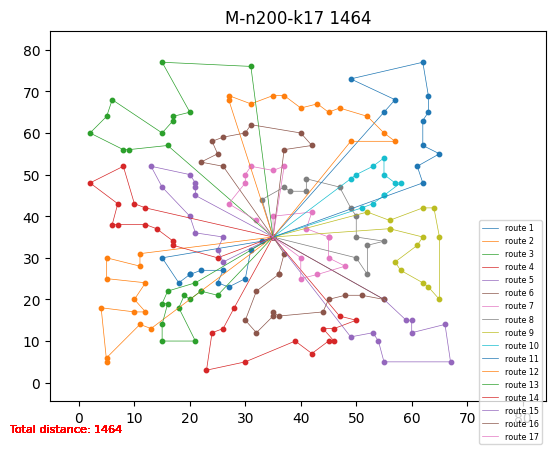 M-n200-k17 1464
80
70
60
50
40
30
20
10
0
0 10 20 30 40 50 60 70 80
route 1
route 2
route 3
route 4
route 5
route 6
route 7
route 8
route 9
route 10
route 11
route 12
route 13
route 14
route 15
route 16
route 17
Total distance: 1464